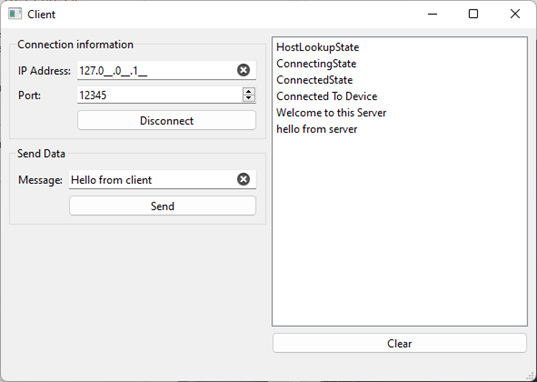 Client
Connection information
IP Address: 127.0__.0__.1__
Port: 12345
Disconnect
Send Data
Message: Hello from client
Send
HostLookupState
ConnectingState
ConnectedState
Connected To Device
Welcome to this Server
hello from server
Clear